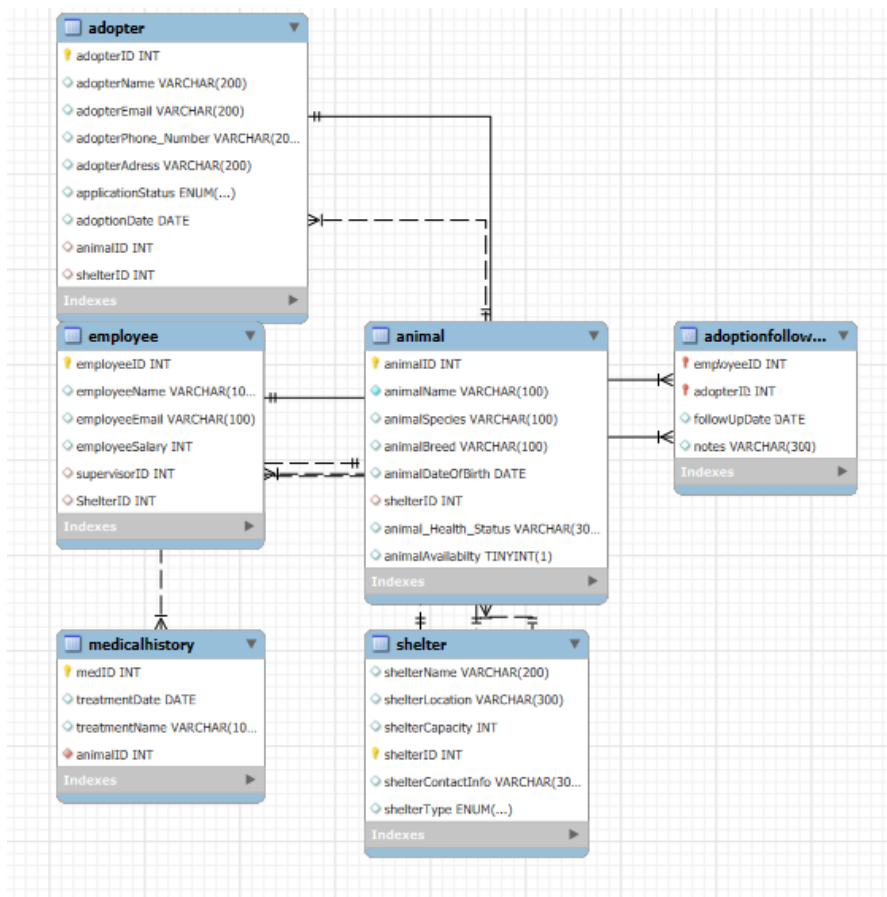 adopter
adopterID INT
adopterName VARCHAR(200)
adopterEmail VARCHAR(200)
adopterPhone_Number VARCHAR(20...
adopterAdress VARCHAR(200)
applicationStatus ENUM(...)
adoptionDate DATE
animalID INT
shelterID INT
Indexes
employee
employeeID INT
employeeName VARCHAR(10...
employeeEmail VARCHAR(100)
employeeSalary INT
supervisorID INT
ShelterID INT
Indexes
animal
animalID INT
animalName VARCHAR(100)
animalSpecies VARCHAR(100)
animalBreed VARCHAR(100)
animalDateOfBirth DATE
shelterID INT
animal_Health_Status VARCHAR(30...
animalAvailabilty TINYINT(1)
Indexes
adoptionfollow...
employeeID INT
adopterID INT
followUpDate DATE
notes VARCHAR(300)
Indexes
medicalhistory
medID INT
treatmentDate DATE
treatmentName VARCHAR(10...
animalID INT
Indexes
shelter
shelterName VARCHAR(200)
shelterLocation VARCHAR(300)
shelterCapacity INT
shelterID INT
shelterContactInfo VARCHAR(30...
shelterType ENUM(...)
Indexes